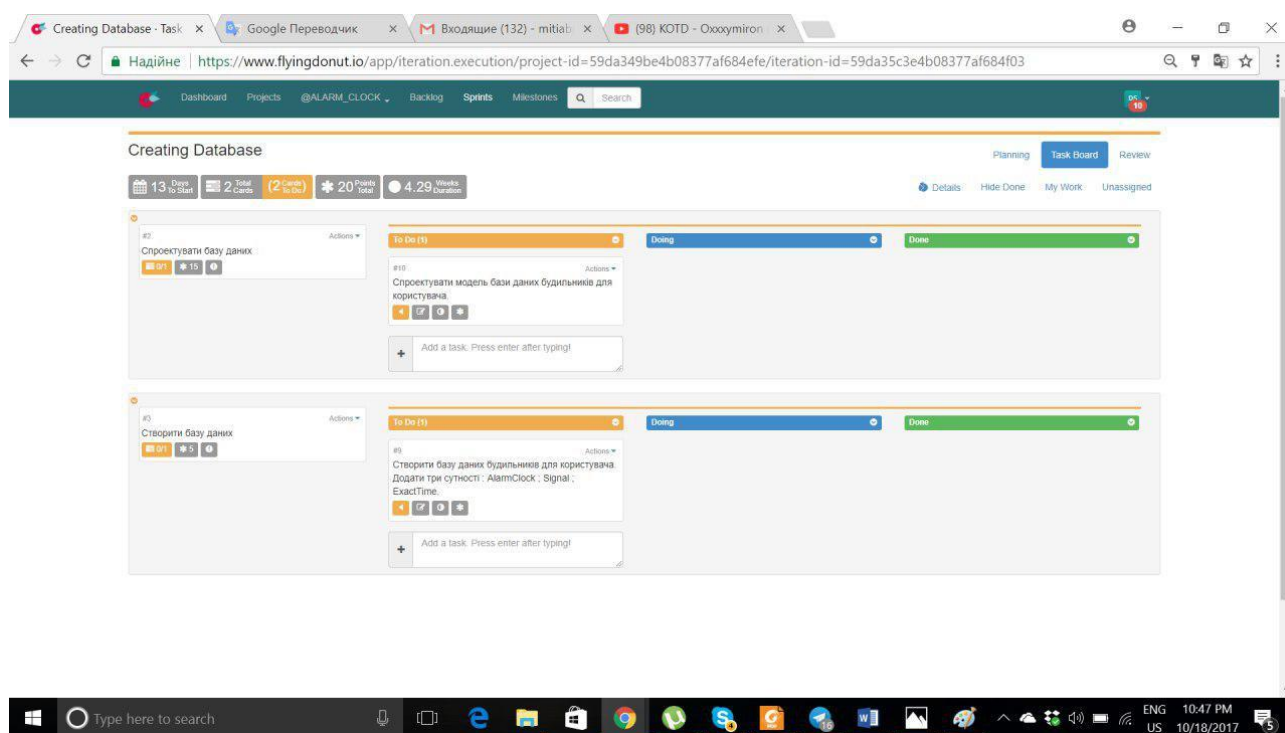 Creating Database · Task
Google Переводчик
Входящие (132) - mitiab
(98) KOTD - Oxxxymiron
Надійне
https://www.flyingdonut.io/app/iteration.execution/project-id=59da349be4b08377af684efe/iteration-id=59da35c3e4b08377af684f03
Dashboard Projects @ALARM_CLOCK Backlog Sprints Milestones Search
DS
10
Creating Database
Planning Task Board Review
13 Days To Start 2 Total Cards (2 Cards To Do) 20 Points Total 4.29 Weeks Duration
Details Hide Done My Work Unassigned
#2 Actions
Спроектувати базу даних
0/1 15
To Do (1) Doing Done
#10 Actions
Спроектувати модель бази даних будильників для
користувача.
Add a task. Press enter after typing!
#3 Actions
Створити базу даних
0/1 5
To Do (1) Doing Done
#9 Actions
Створити базу даних будильників для користувача.
Додати три сутності : AlarmClock ; Signal ;
ExactTime.
Add a task. Press enter after typing!
Type here to search
ENG
US
10:47 PM
10/18/2017